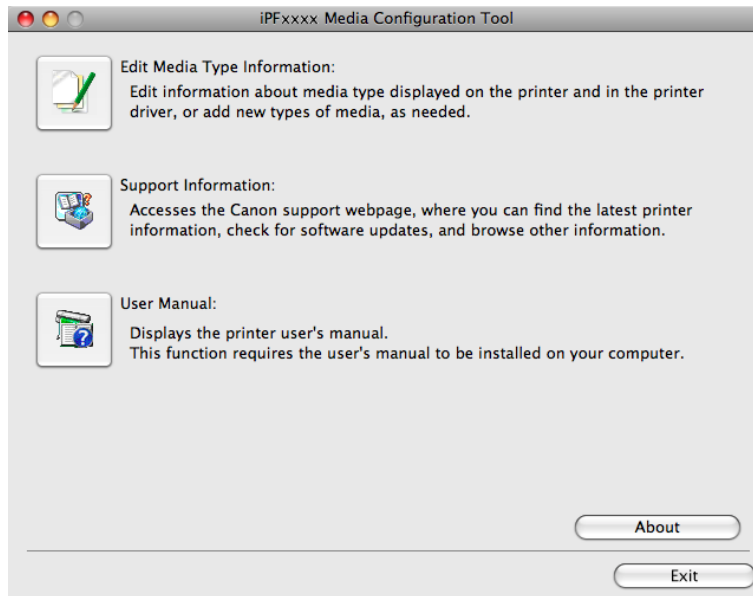 iPFxxxx Media Configuration Tool
Edit Media Type Information:
Edit information about media type displayed on the printer and in the printer
driver, or add new types of media, as needed.
Support Information:
Accesses the Canon support webpage, where you can find the latest printer
information, check for software updates, and browse other information.
User Manual:
Displays the printer user's manual.
This function requires the user's manual to be installed on your computer.
About
Exit